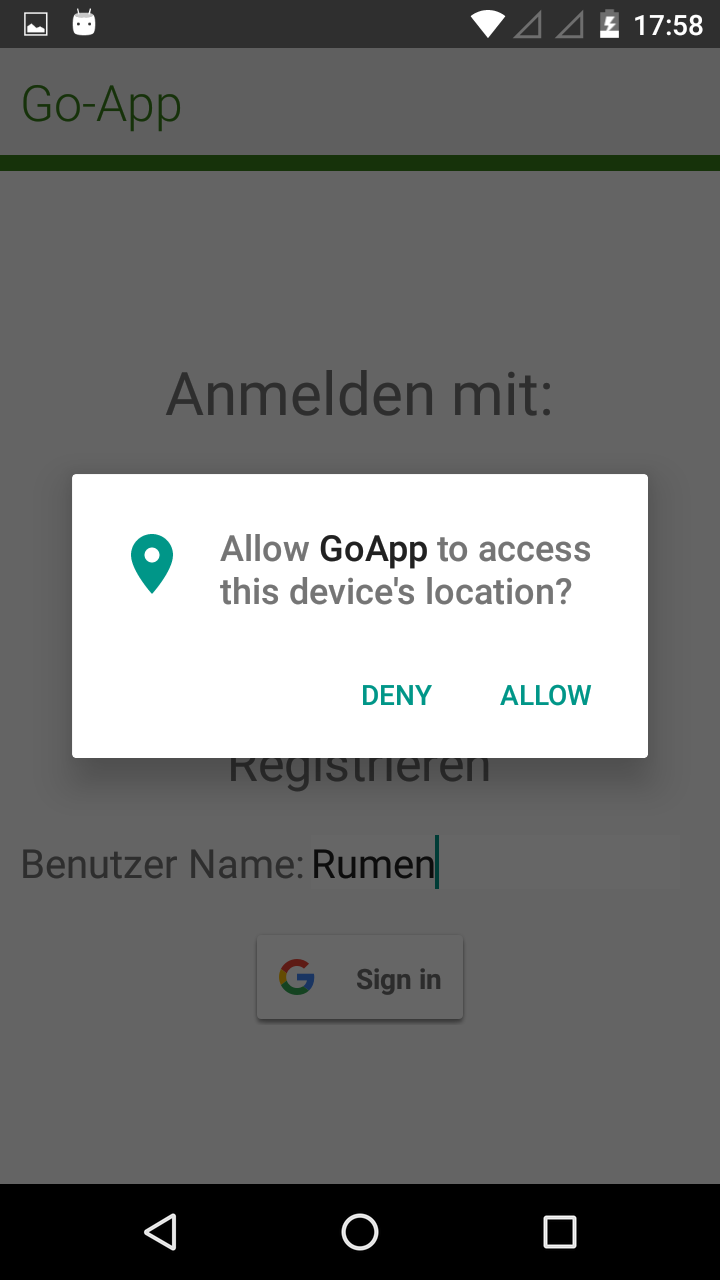 17:58
Go-App
Anmelden mit:
Allow GoApp to access
this device's location?
DENY ALLOW
Registrieren
Benutzer Name: Rumen
Sign in